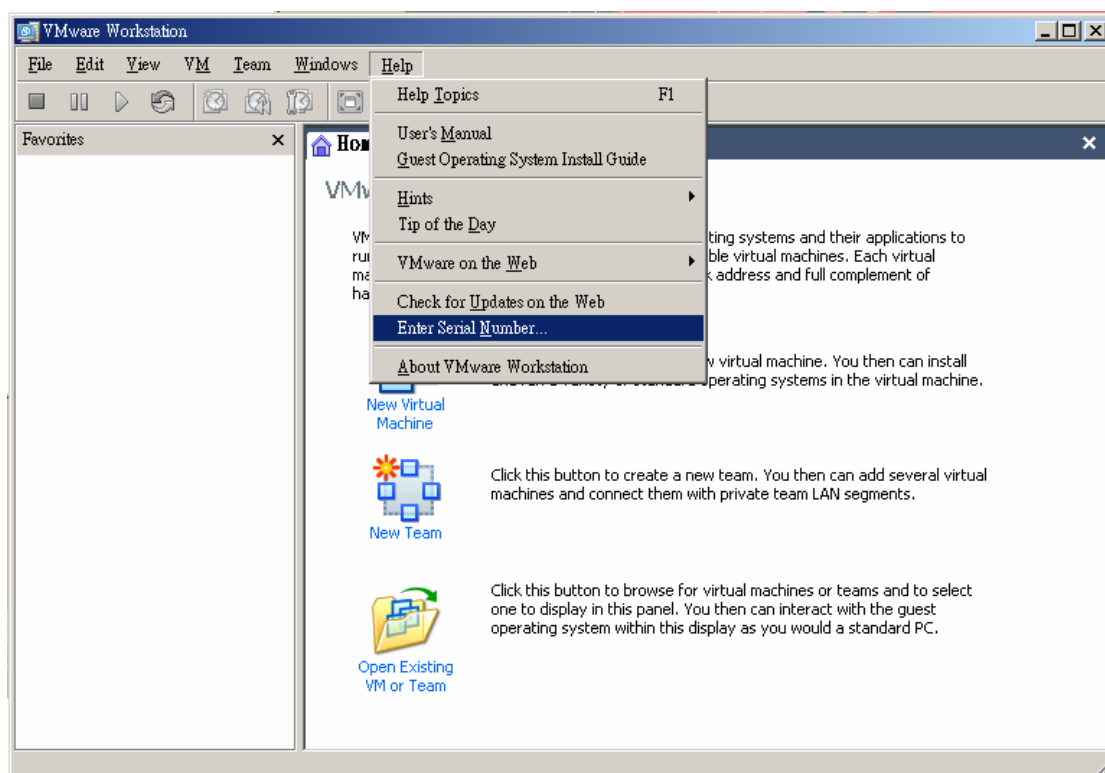 VMware Workstation
File Edit View VM Team Windows Help
Help Topics F1
User's Manual
Guest Operating System Install Guide
Hints
Tip of the Day
VMware on the Web
Check for Updates on the Web
Enter Serial Number...
About VMware Workstation
Favorites
ting systems and their applications to
ble virtual machines. Each virtual
address and full complement of
virtual machine. You then can install
operating systems in the virtual machine.
New Virtual
Machine
Click this button to create a new team. You then can add several virtual
machines and connect them with private team LAN segments.
New Team
Click this button to browse for virtual machines or teams and to select
one to display in this panel. You then can interact with the guest
operating system within this display as you would a standard PC.
Open Existing
VM or Team